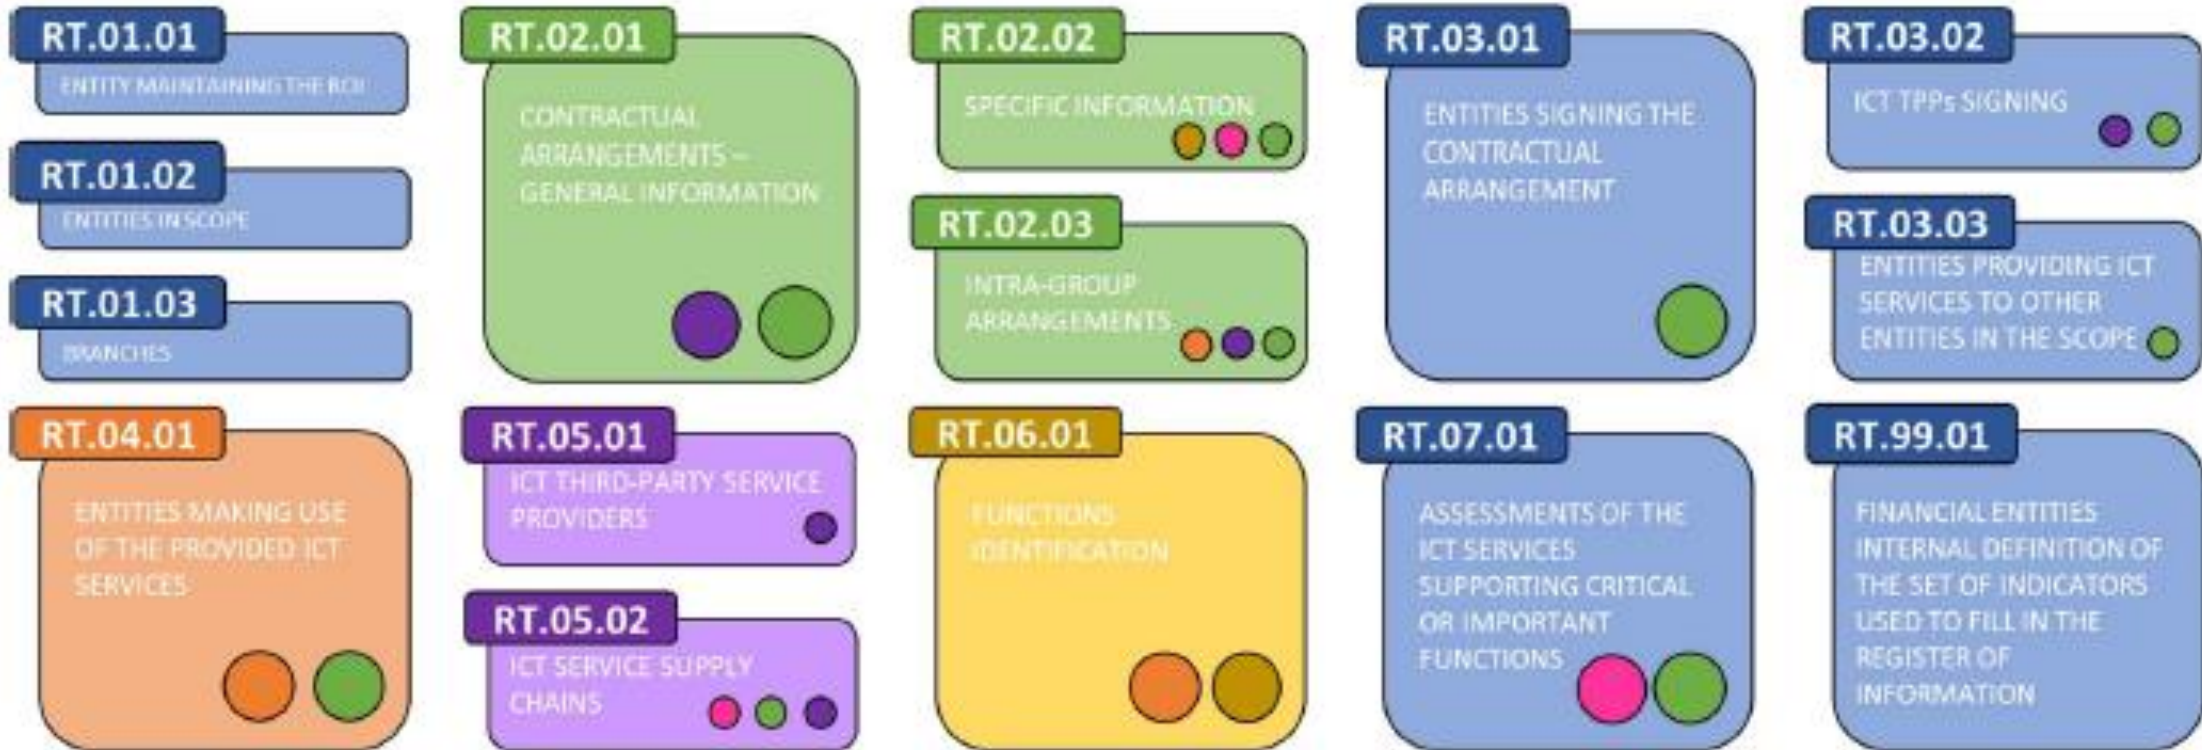 RT.01.01
ENTITY MAINTAINING THE ROI
RT.01.02
ENTITIES IN SCOPE
RT.01.03
BRANCHES
RT.02.01
CONTRACTUAL
ARRANGEMENTS –
GENERAL INFORMATION
RT.02.02
SPECIFIC INFORMATION
RT.02.03
INTRA-GROUP
ARRANGEMENTS
RT.03.01
ENTITIES SIGNING THE
CONTRACTUAL
ARRANGEMENT
RT.03.02
ICT TPPs SIGNING
RT.03.03
ENTITIES PROVIDING ICT
SERVICES TO OTHER
ENTITIES IN THE SCOPE
RT.04.01
ENTITIES MAKING USE
OF THE PROVIDED ICT
SERVICES
RT.05.01
ICT THIRD-PARTY SERVICE
PROVIDERS
RT.05.02
ICT SERVICE SUPPLY
CHAINS
RT.06.01
FUNCTIONS
IDENTIFICATION
RT.07.01
ASSESSMENTS OF THE
ICT SERVICES
SUPPORTING CRITICAL
OR IMPORTANT
FUNCTIONS
RT.99.01
FINANCIAL ENTITIES
INTERNAL DEFINITION OF
THE SET OF INDICATORS
USED TO FILL IN THE
REGISTER OF
INFORMATION